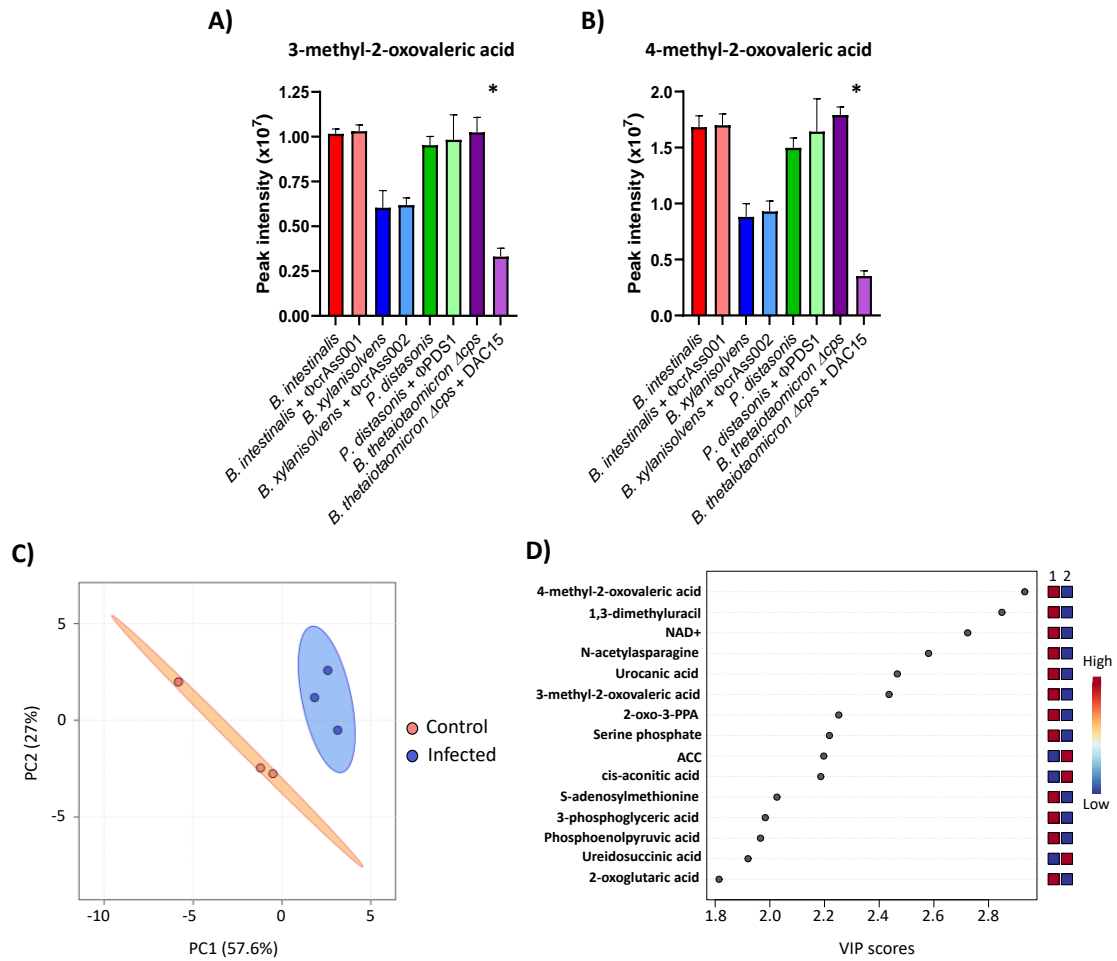 A)
3-methyl-2-oxovaleric acid
*
Peak intensity (x10⁷)
1.25
1.00
0.75
0.50
0.25
0.00
B. intestinalis
B. intestinalis + ΦcrAss001
B. xylanisolvens
B. xylanisolvens + ΦcrAss002
P. distasonis
P. distasonis + ΦPDS1
B. thetaiotaomicron Δcps
B. thetaiotaomicron Δcps + DAC15
B)
4-methyl-2-oxovaleric acid
*
Peak intensity (x10⁷)
2.0
1.5
1.0
0.5
0.0
B. intestinalis
B. intestinalis + ΦcrAss001
B. xylanisolvens
B. xylanisolvens + ΦcrAss002
P. distasonis
P. distasonis + ΦPDS1
B. thetaiotaomicron Δcps
B. thetaiotaomicron Δcps + DAC15
C)
PC2 (27%)
5
0
-5
-10
-5
0
5
PC1 (57.6%)
Control
Infected
D)
1 2
4-methyl-2-oxovaleric acid
1,3-dimethyluracil
NAD+
N-acetylasparagine
Urocanic acid
3-methyl-2-oxovaleric acid
2-oxo-3-PPA
Serine phosphate
ACC
cis-aconitic acid
S-adenosylmethionine
3-phosphoglyceric acid
Phosphoenolpyruvic acid
Ureidosuccinic acid
2-oxoglutaric acid
1.8 2.0 2.2 2.4 2.6 2.8
VIP scores
High
Low